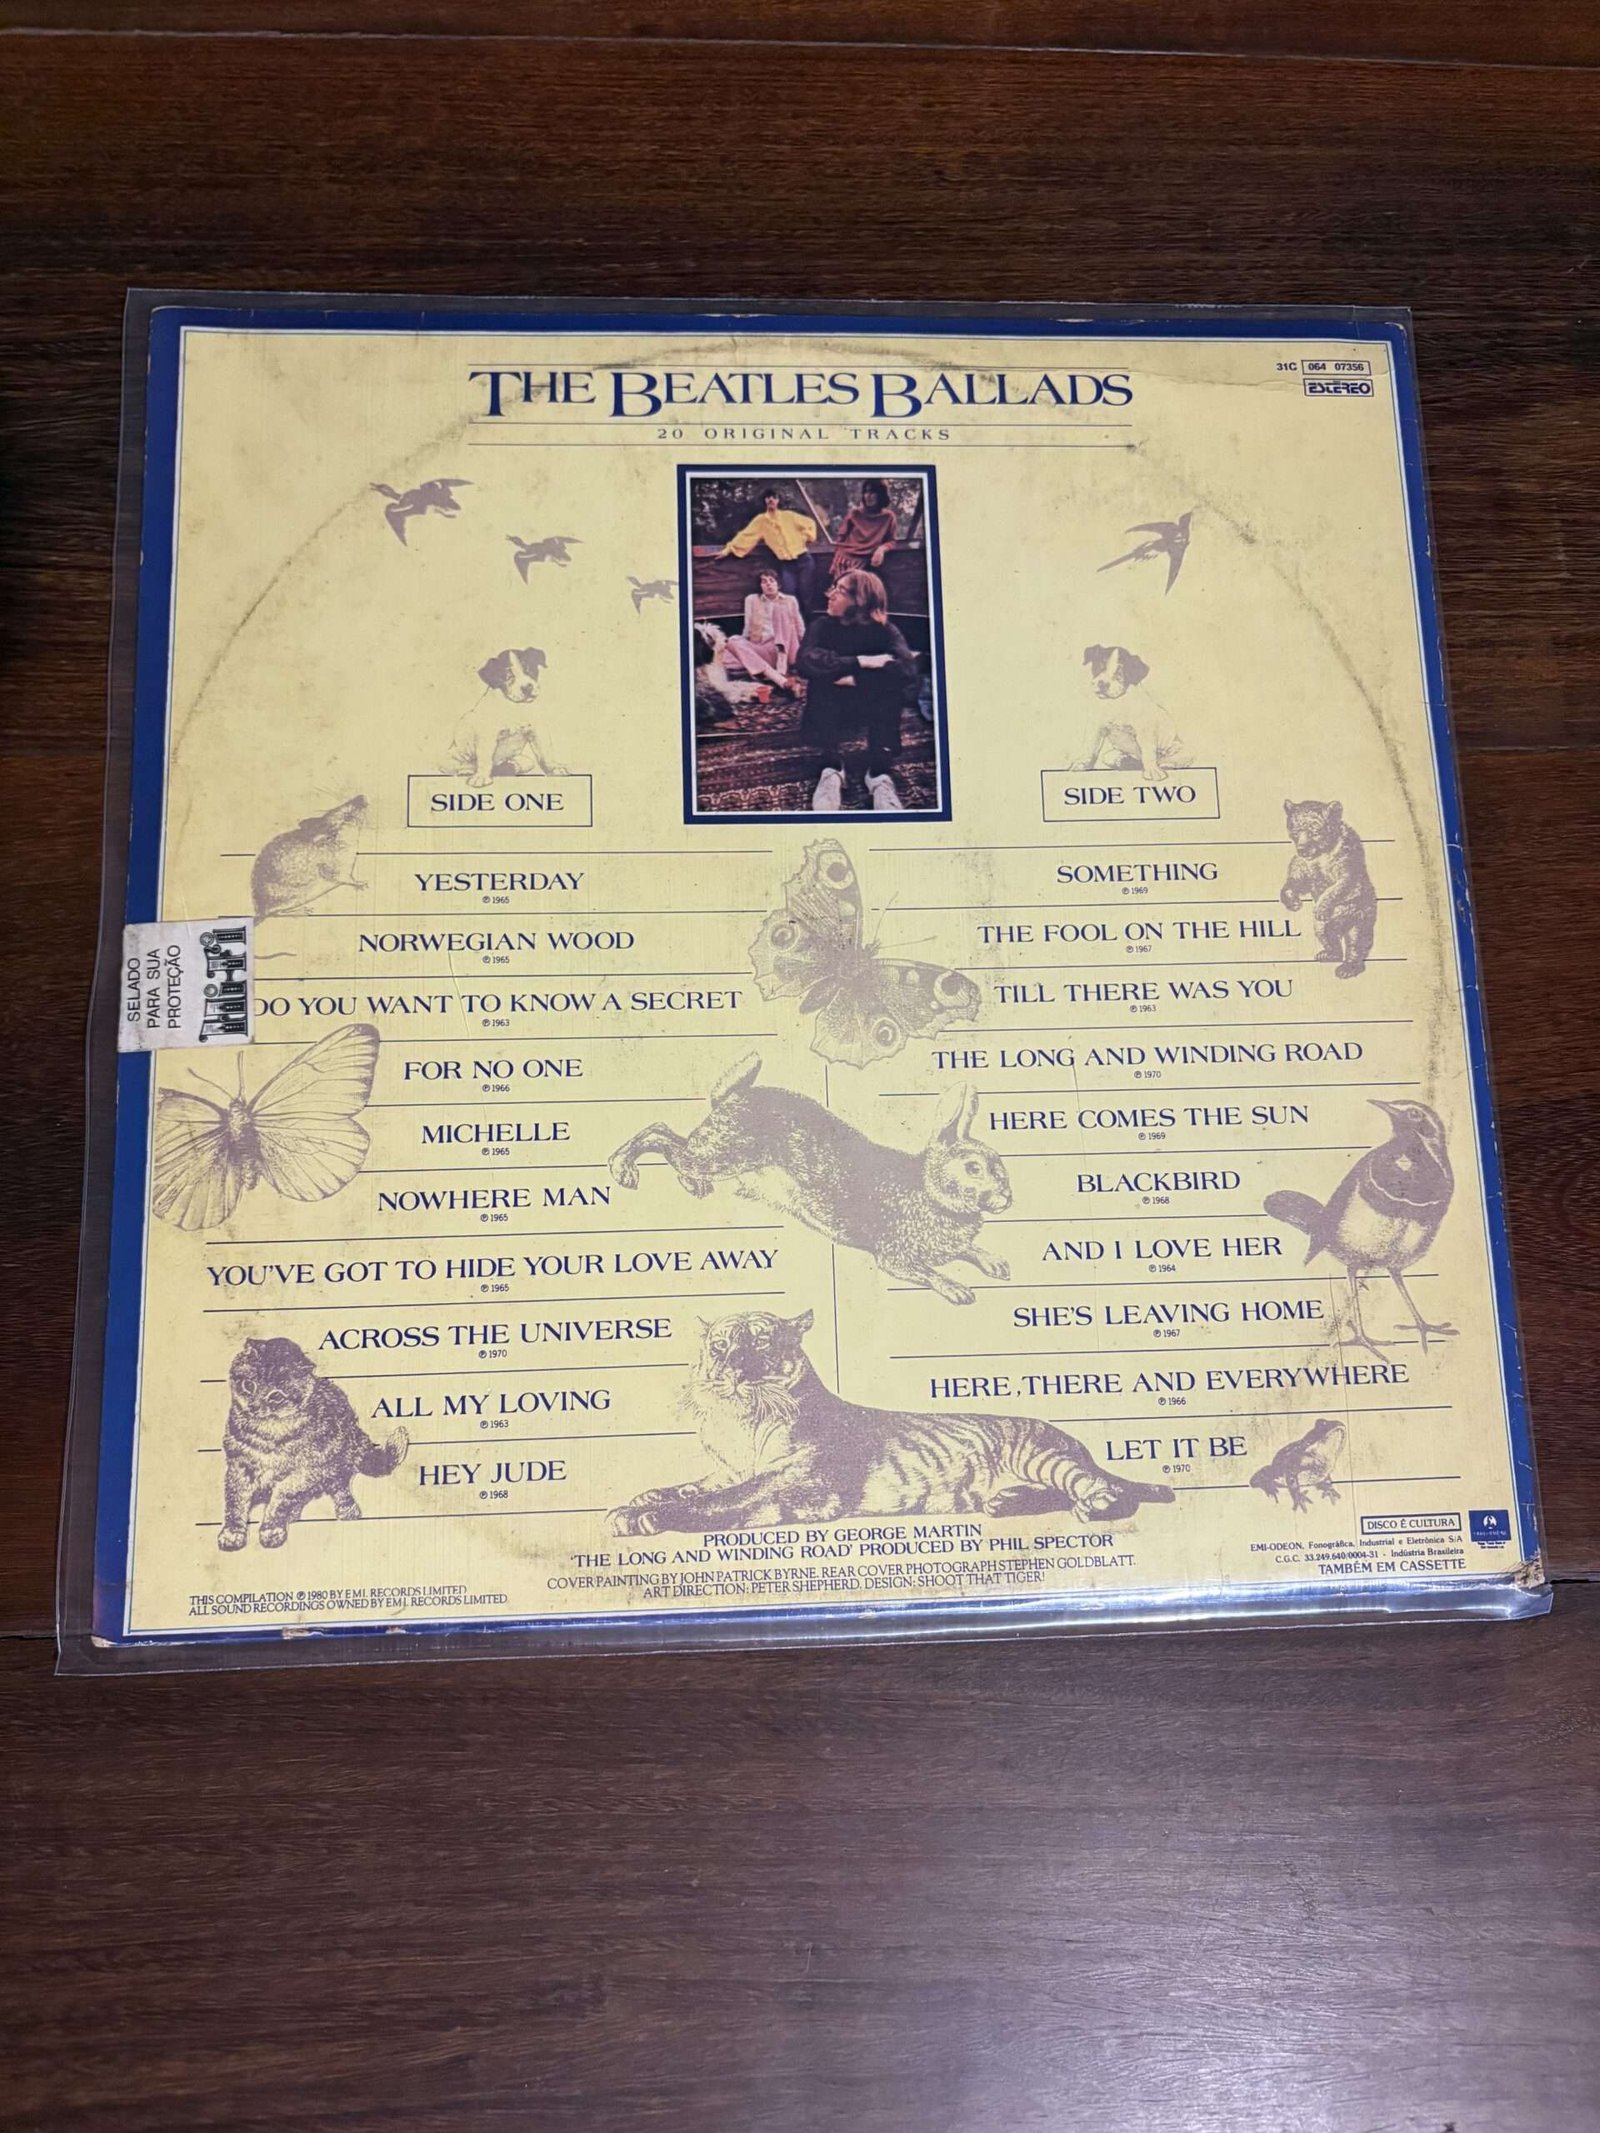 THE BEATLES BALLADS
20 ORIGINAL TRACKS
31C 064 07356
ESTÉREO
SIDE ONE
YESTERDAY
℗ 1965
NORWEGIAN WOOD
℗ 1965
DO YOU WANT TO KNOW A SECRET
℗ 1963
FOR NO ONE
℗ 1966
MICHELLE
℗ 1965
NOWHERE MAN
℗ 1965
YOU'VE GOT TO HIDE YOUR LOVE AWAY
℗ 1965
ACROSS THE UNIVERSE
℗ 1970
ALL MY LOVING
℗ 1963
HEY JUDE
℗ 1968
SIDE TWO
SOMETHING
℗ 1969
THE FOOL ON THE HILL
℗ 1967
TILL THERE WAS YOU
℗ 1963
THE LONG AND WINDING ROAD
℗ 1970
HERE COMES THE SUN
℗ 1969
BLACKBIRD
℗ 1968
AND I LOVE HER
℗ 1964
SHE'S LEAVING HOME
℗ 1967
HERE, THERE AND EVERYWHERE
℗ 1966
LET IT BE
℗ 1970
SELADO
PARA SUA
PROTEÇÃO
PRODUCED BY GEORGE MARTIN
'THE LONG AND WINDING ROAD' PRODUCED BY PHIL SPECTOR
COVER PAINTING BY JOHN PATRICK BYRNE. REAR COVER PHOTOGRAPH STEPHEN GOLDBLATT.
ART DIRECTION: PETER SHEPHERD. DESIGN: SHOOT THAT TIGER!
THIS COMPILATION ℗ 1980 BY E.M.I. RECORDS LIMITED
ALL SOUND RECORDINGS OWNED BY E.M.I. RECORDS LIMITED
DISCO É CULTURA
EMI-ODEON, Fonográfica, Industrial e Eletrônica S/A
C.G.C. 33.249.640/0004-31 - Indústria Brasileira
TAMBÉM EM CASSETTE